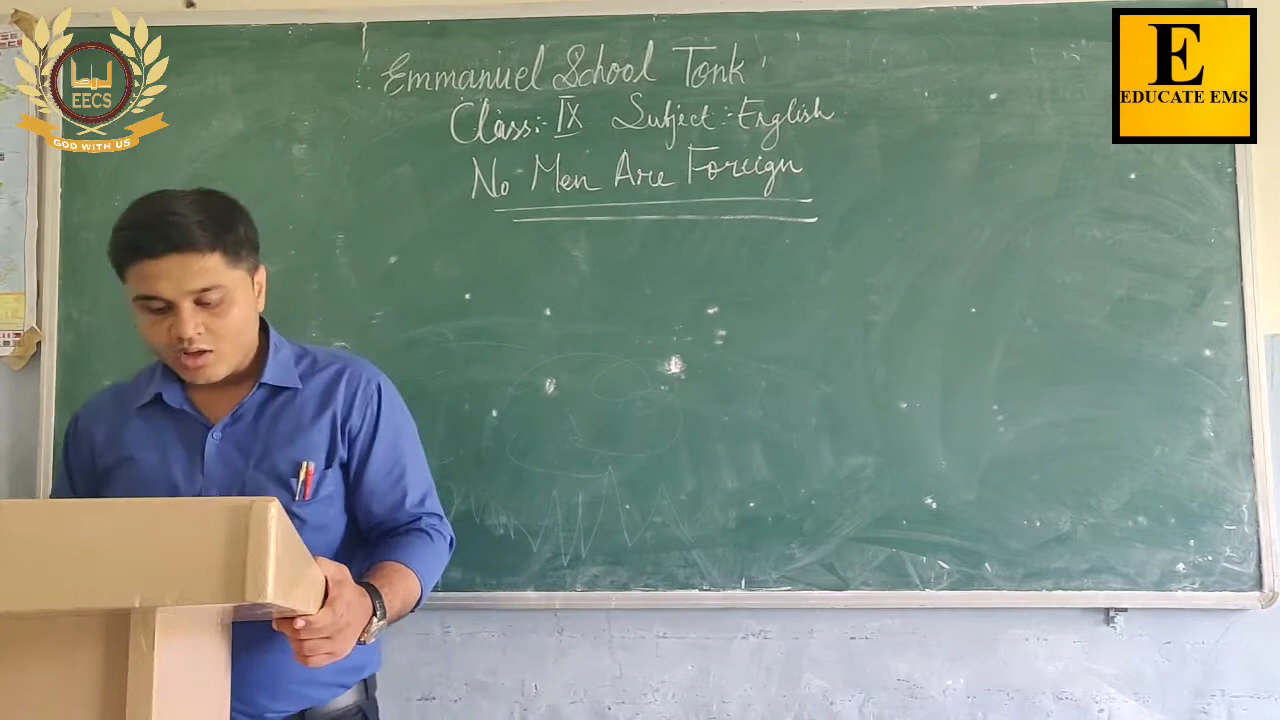 EECS
GOD WITH US
E
EDUCATE EMS
Emmanuel School Tonk
Class:- IX Subject:- English
No Men Are Foreign